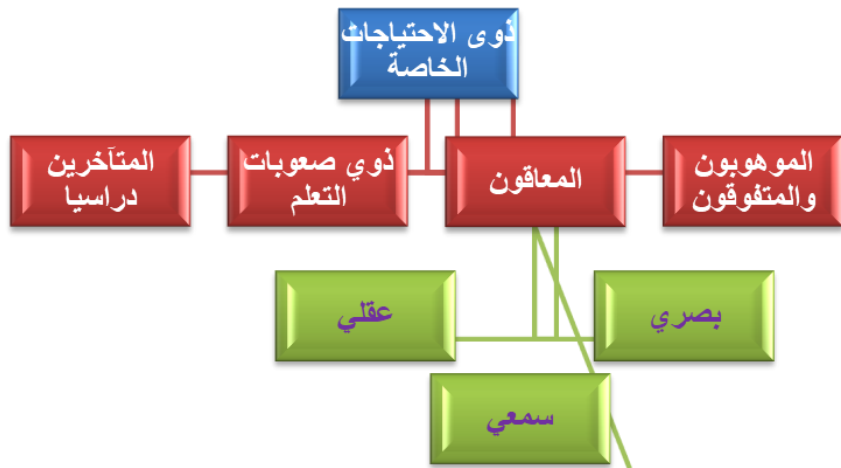 ذوى الاحتياجات
الخاصة
الموهوبون
والمتفوقون
المعاقون
ذوي صعوبات
التعلم
المتآخرين
دراسيا
بصري
عقلي
سمعي